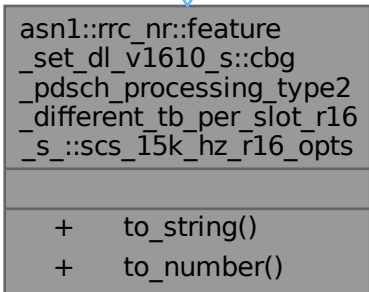 asn1::rrc_nr::feature
_set_dl_v1610_s::cbg
_pdsch_processing_type2
_different_tb_per_slot_r16
_s_::scs_15k_hz_r16_opts
+ to_string()
+ to_number()